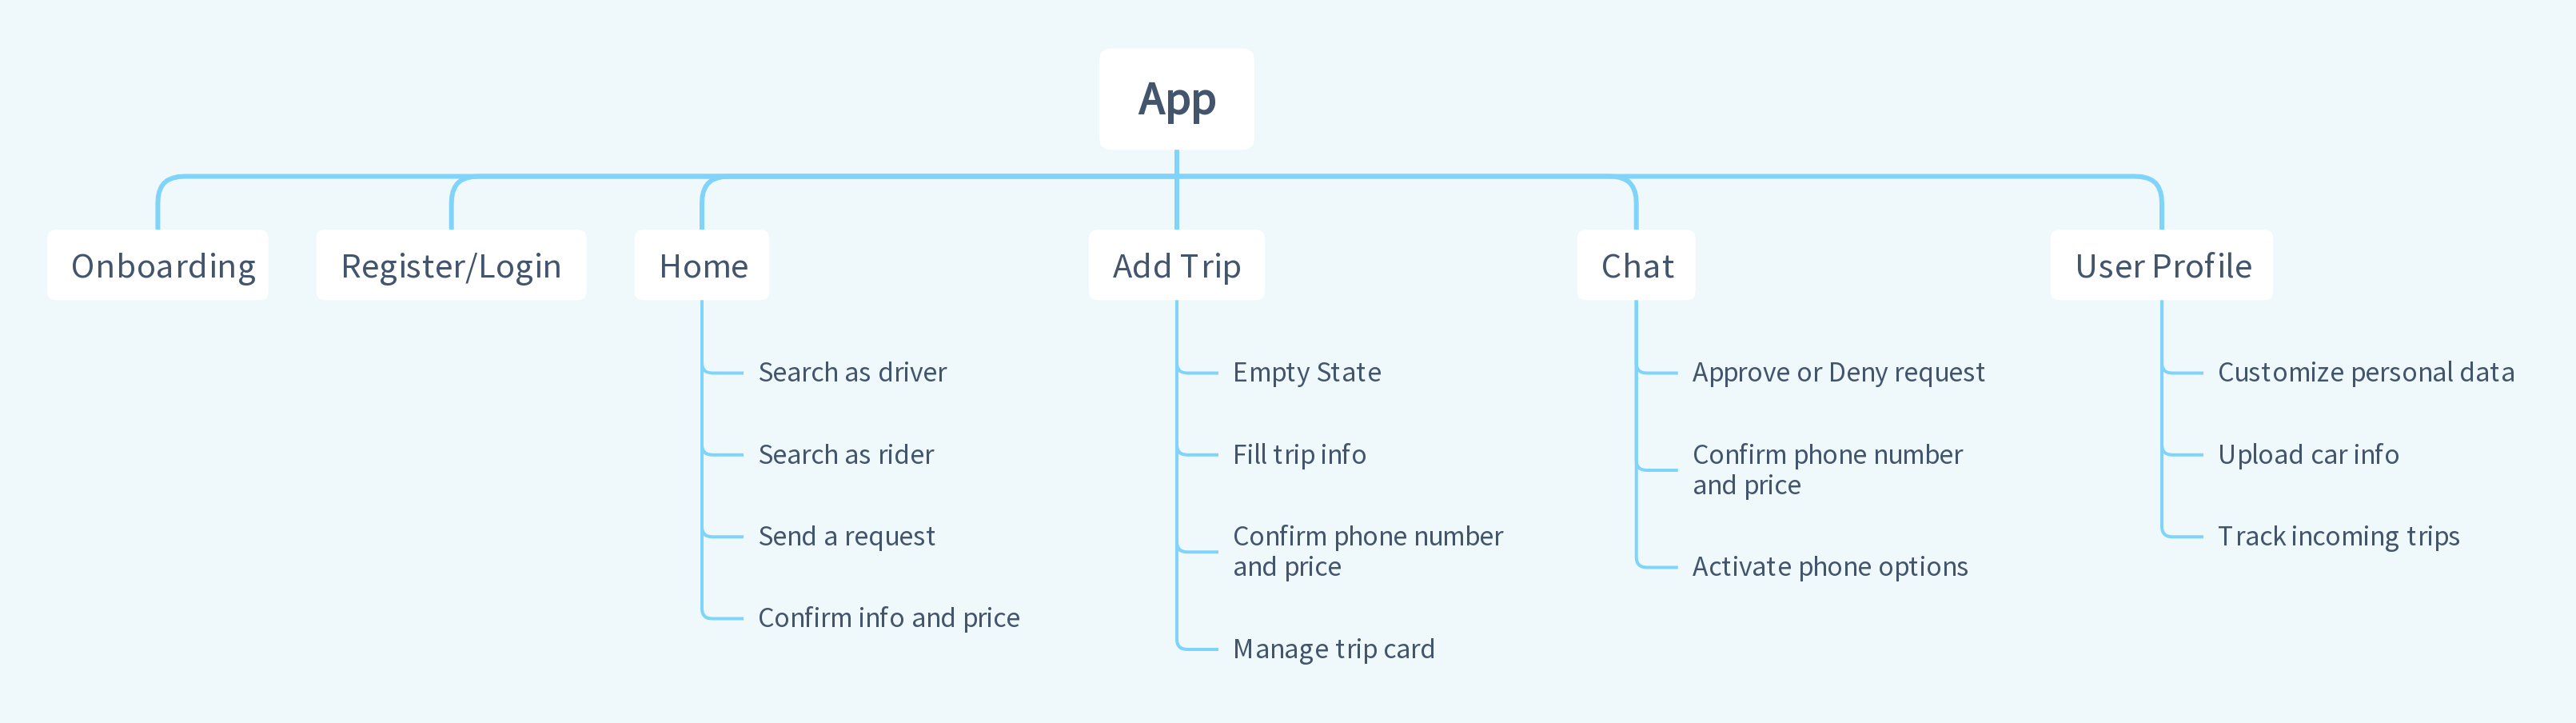 App
Onboarding
Register/Login
Home
Add Trip
Chat
User Profile
Search as driver
Search as rider
Send a request
Confirm info and price
Empty State
Fill trip info
Confirm phone number
and price
Manage trip card
Approve or Deny request
Confirm phone number
and price
Activate phone options
Customize personal data
Upload car info
Track incoming trips